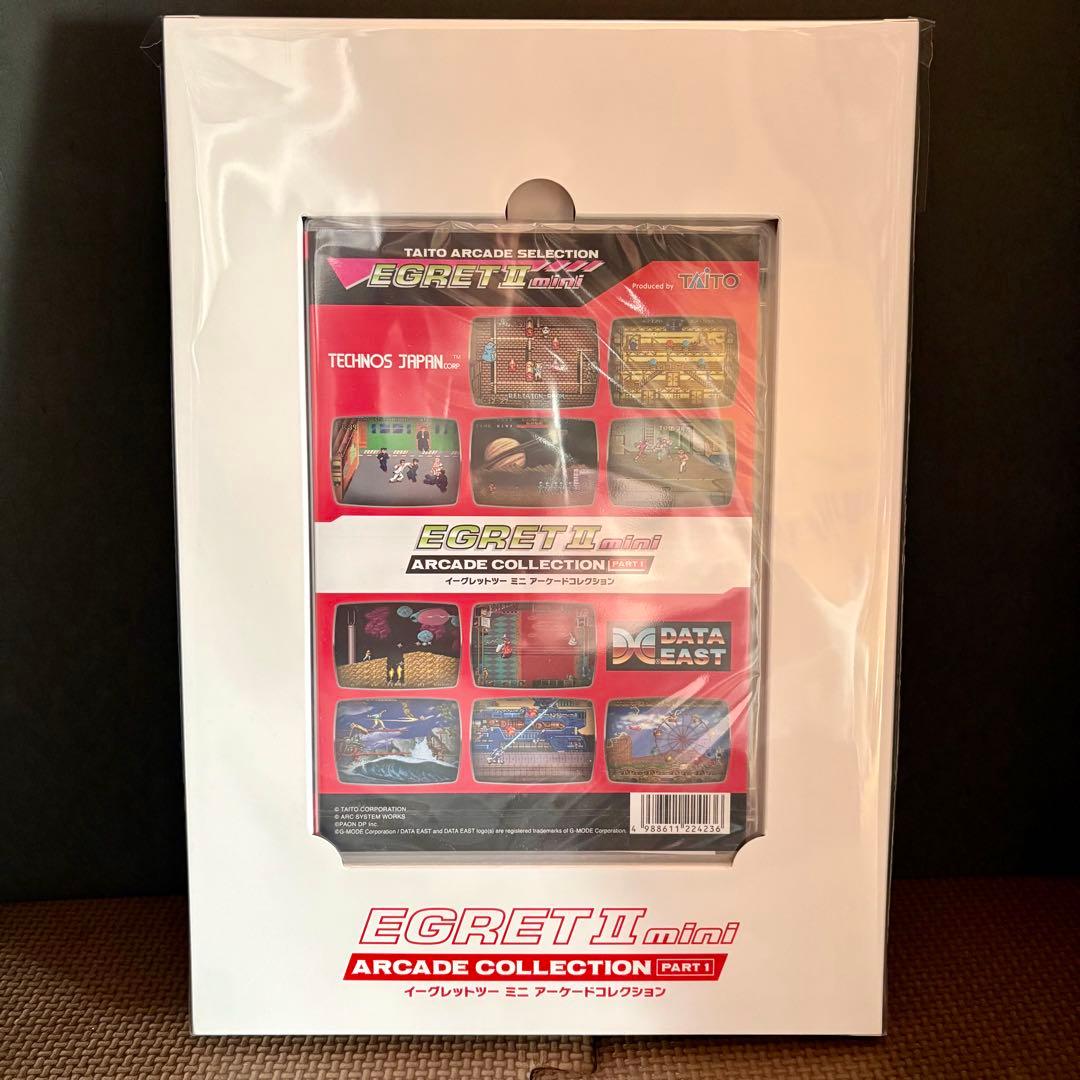 TAITO ARCADE SELECTION
EGRET II mini
Produced by TAITO
TECHNOS JAPAN CORP ™
RELIGION ROOM
1991
EGRET II mini
ARCADE COLLECTION PART 1
イーグレットツー ミニ アーケードコレクション
DATA
EAST
© TAITO CORPORATION
© ARC SYSTEM WORKS
©PAON DP Inc.
©G-MODE Corporation / DATA EAST and DATA EAST logo(s) are registered trademarks of G-MODE Corporation.
4 988611 224236
EGRET II mini
ARCADE COLLECTION PART 1
イーグレットツー ミニ アーケードコレクション